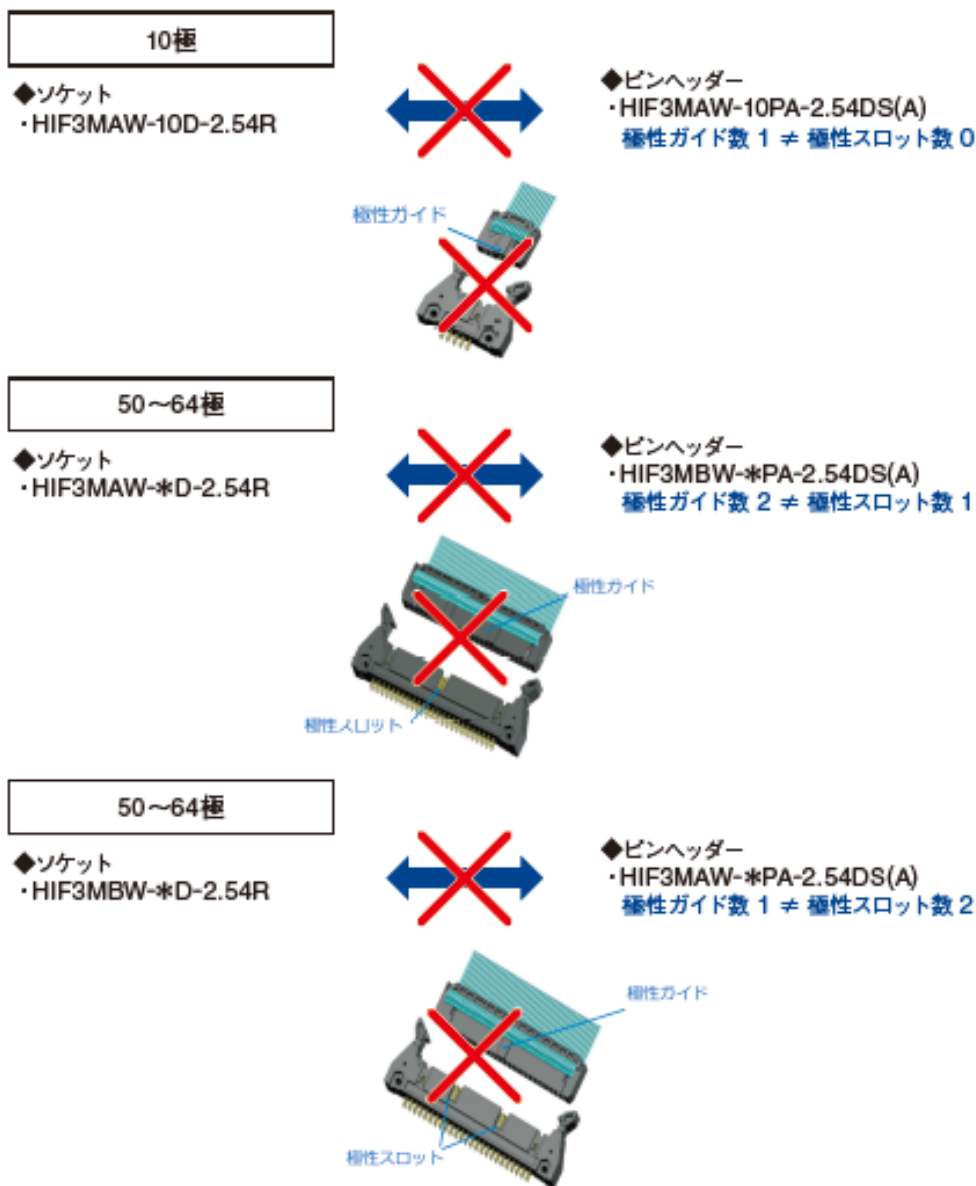 10極
◆ソケット
・HIF3MAW-10D-2.54R
◆ピンヘッダー
・HIF3MAW-10PA-2.54DS(A)
極性ガイド数 1 ≠ 極性スロット数 0
極性ガイド
50～64極
◆ソケット
・HIF3MAW-*D-2.54R
◆ピンヘッダー
・HIF3MBW-*PA-2.54DS(A)
極性ガイド数 2 ≠ 極性スロット数 1
極性ガイド
極性スロット
50～64極
◆ソケット
・HIF3MBW-*D-2.54R
◆ピンヘッダー
・HIF3MAW-*PA-2.54DS(A)
極性ガイド数 1 ≠ 極性スロット数 2
極性ガイド
極性スロット